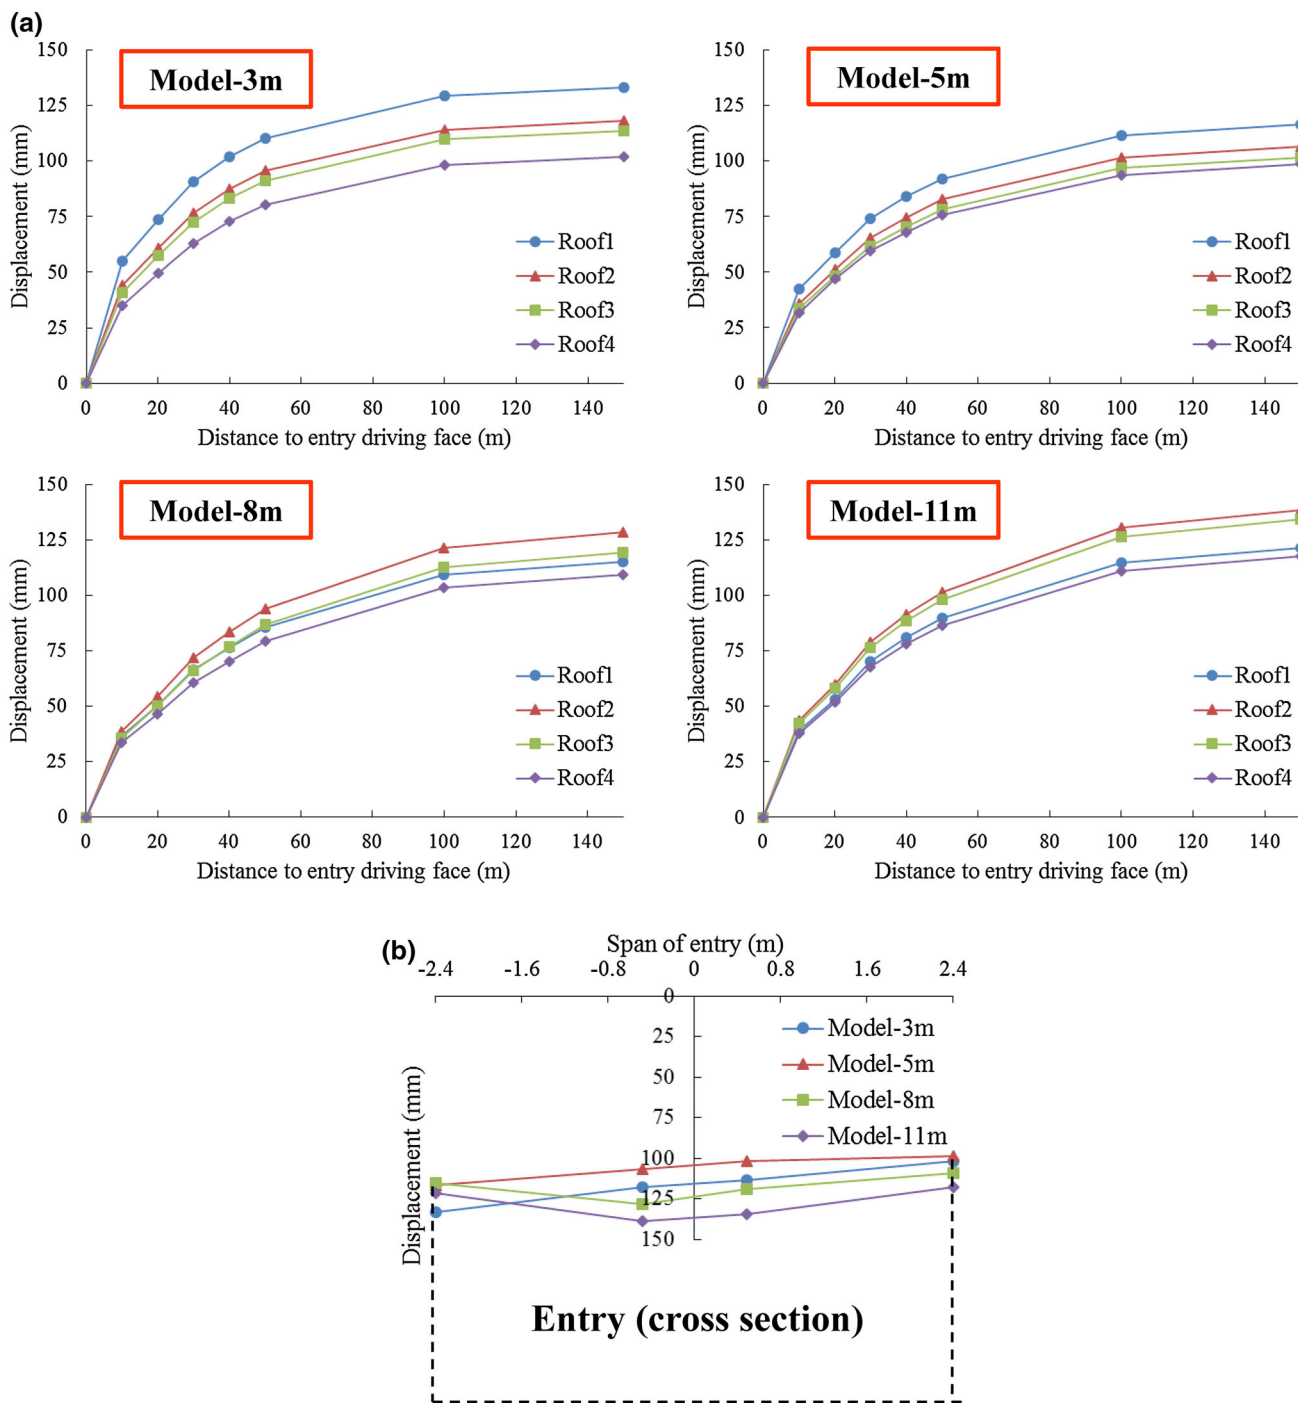 (a)
Model-3m
150
125
100
75
50
25
0
Displacement (mm)
Roof1
Roof2
Roof3
Roof4
0 20 40 60 80 100 120 140
Distance to entry driving face (m)
Model-5m
150
125
100
75
50
25
0
Displacement (mm)
Roof1
Roof2
Roof3
Roof4
0 20 40 60 80 100 120 140
Distance to entry driving face (m)
Model-8m
150
125
100
75
50
25
0
Displacement (mm)
Roof1
Roof2
Roof3
Roof4
0 20 40 60 80 100 120 140
Distance to entry driving face (m)
Model-11m
150
125
100
75
50
25
0
Displacement (mm)
Roof1
Roof2
Roof3
Roof4
0 20 40 60 80 100 120 140
Distance to entry driving face (m)
(b)
Span of entry (m)
-2.4 -1.6 -0.8 0 0.8 1.6 2.4
0
25
50
75
100
125
150
Displacement (mm)
Model-3m
Model-5m
Model-8m
Model-11m
Entry (cross section)